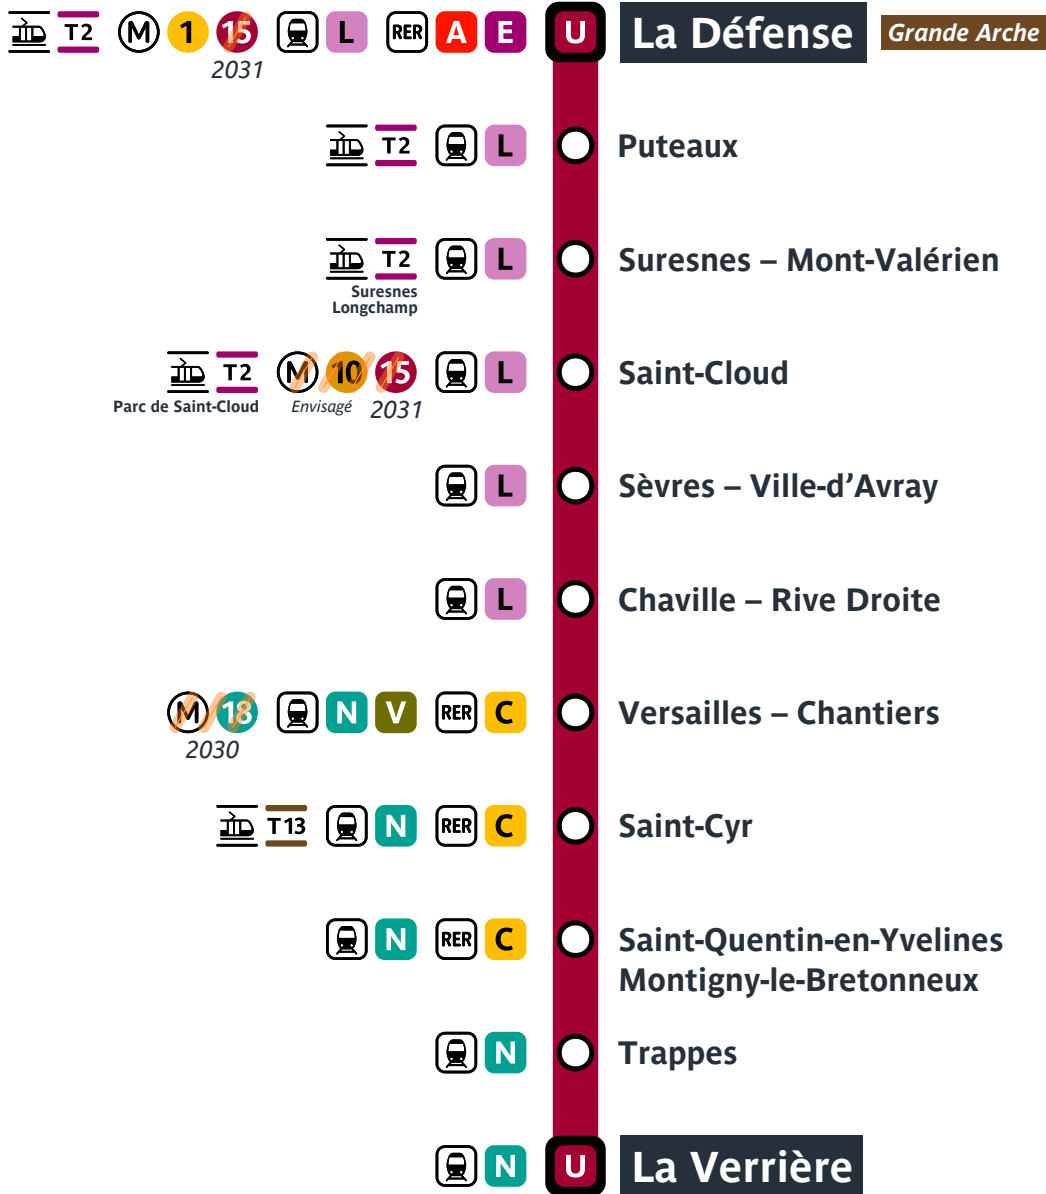 T2 M 1 15 L RER A E U La Défense Grande Arche
2031
T2 L Puteaux
T2 L Suresnes – Mont-Valérien
Suresnes
Longchamp
T2 M 10 15 L Saint-Cloud
Parc de Saint-Cloud Envisagé 2031
L Sèvres – Ville-d’Avray
L Chaville – Rive Droite
M 18 N V RER C Versailles – Chantiers
2030
T13 N RER C Saint-Cyr
N RER C Saint-Quentin-en-Yvelines
Montigny-le-Bretonneux
N Trappes
N U La Verrière